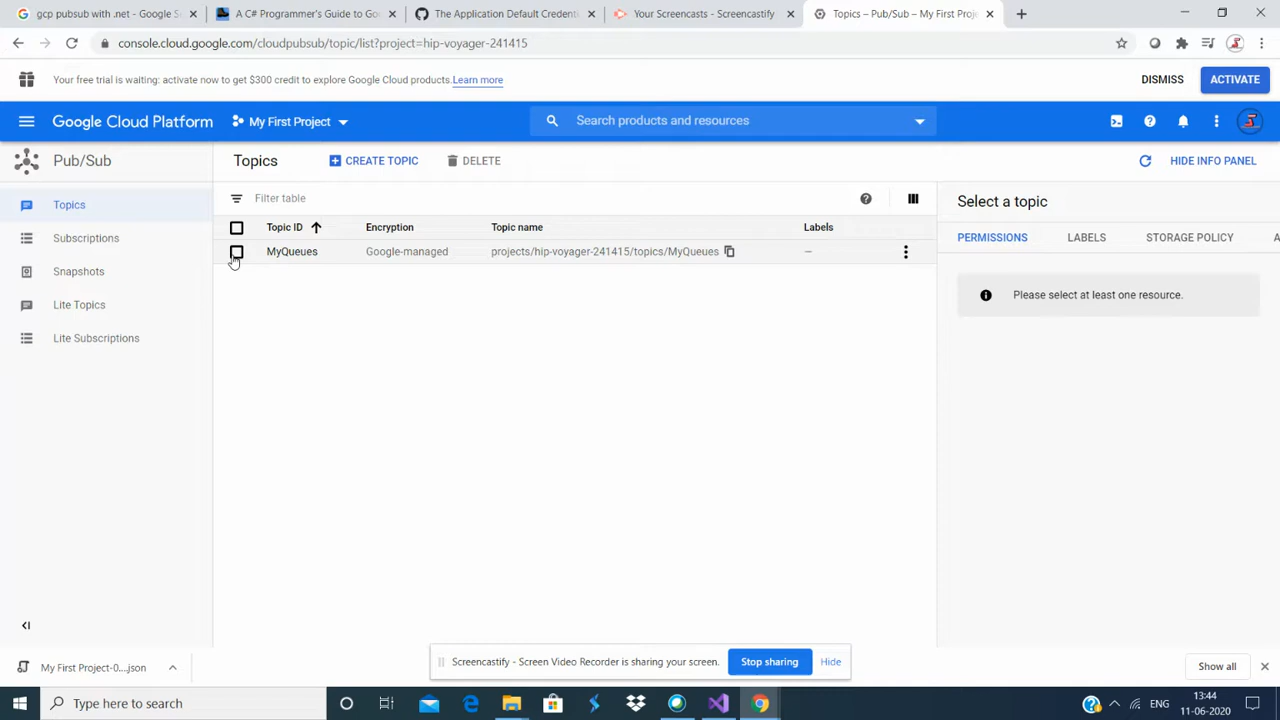 gcp pubsub with .net - Google S
A C# Programmer's Guide to Go
The Application Default Credenti
Your Screencasts - Screencastify
Topics – Pub/Sub – My First Proj
console.cloud.google.com/cloudpubsub/topic/list?project=hip-voyager-241415
Your free trial is waiting: activate now to get $300 credit to explore Google Cloud products. Learn more
DISMISS
ACTIVATE
Google Cloud Platform
My First Project
Search products and resources
Pub/Sub
Topics
CREATE TOPIC
DELETE
HIDE INFO PANEL
Topics
Subscriptions
Snapshots
Lite Topics
Lite Subscriptions
Filter table
Topic ID
Encryption
Topic name
Labels
MyQueues
Google-managed
projects/hip-voyager-241415/topics/MyQueues
–
Select a topic
PERMISSIONS
LABELS
STORAGE POLICY
A
Please select at least one resource.
My First Project-0....json
Screencastify - Screen Video Recorder is sharing your screen.
Stop sharing
Hide
Show all
Type here to search
ENG
13:44
11-06-2020